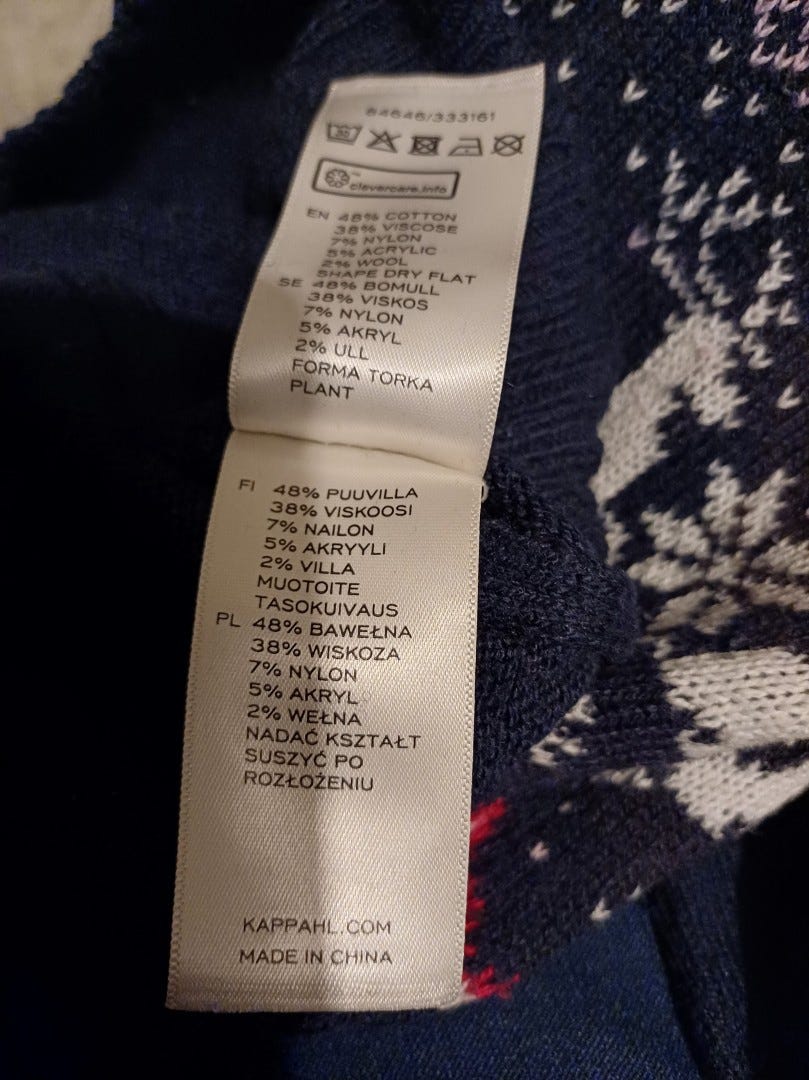 64646/333161
30
clevercare.info
EN 48% COTTON
38% VISCOSE
7% NYLON
5% ACRYLIC
2% WOOL
SHAPE DRY FLAT
SE 48% BOMULL
38% VISKOS
7% NYLON
5% AKRYL
2% ULL
FORMA TORKA
PLANT
FI 48% PUUVILLA
38% VISKOOSI
7% NAILON
5% AKRYYLI
2% VILLA
MUOTOITE
TASOKUIVAUS
PL 48% BAWEŁNA
38% WISKOZA
7% NYLON
5% AKRYL
2% WEŁNA
NADAĆ KSZTAŁT
SUSZYĆ PO
ROZŁOŻENIU
KAPPAHL.COM
MADE IN CHINA